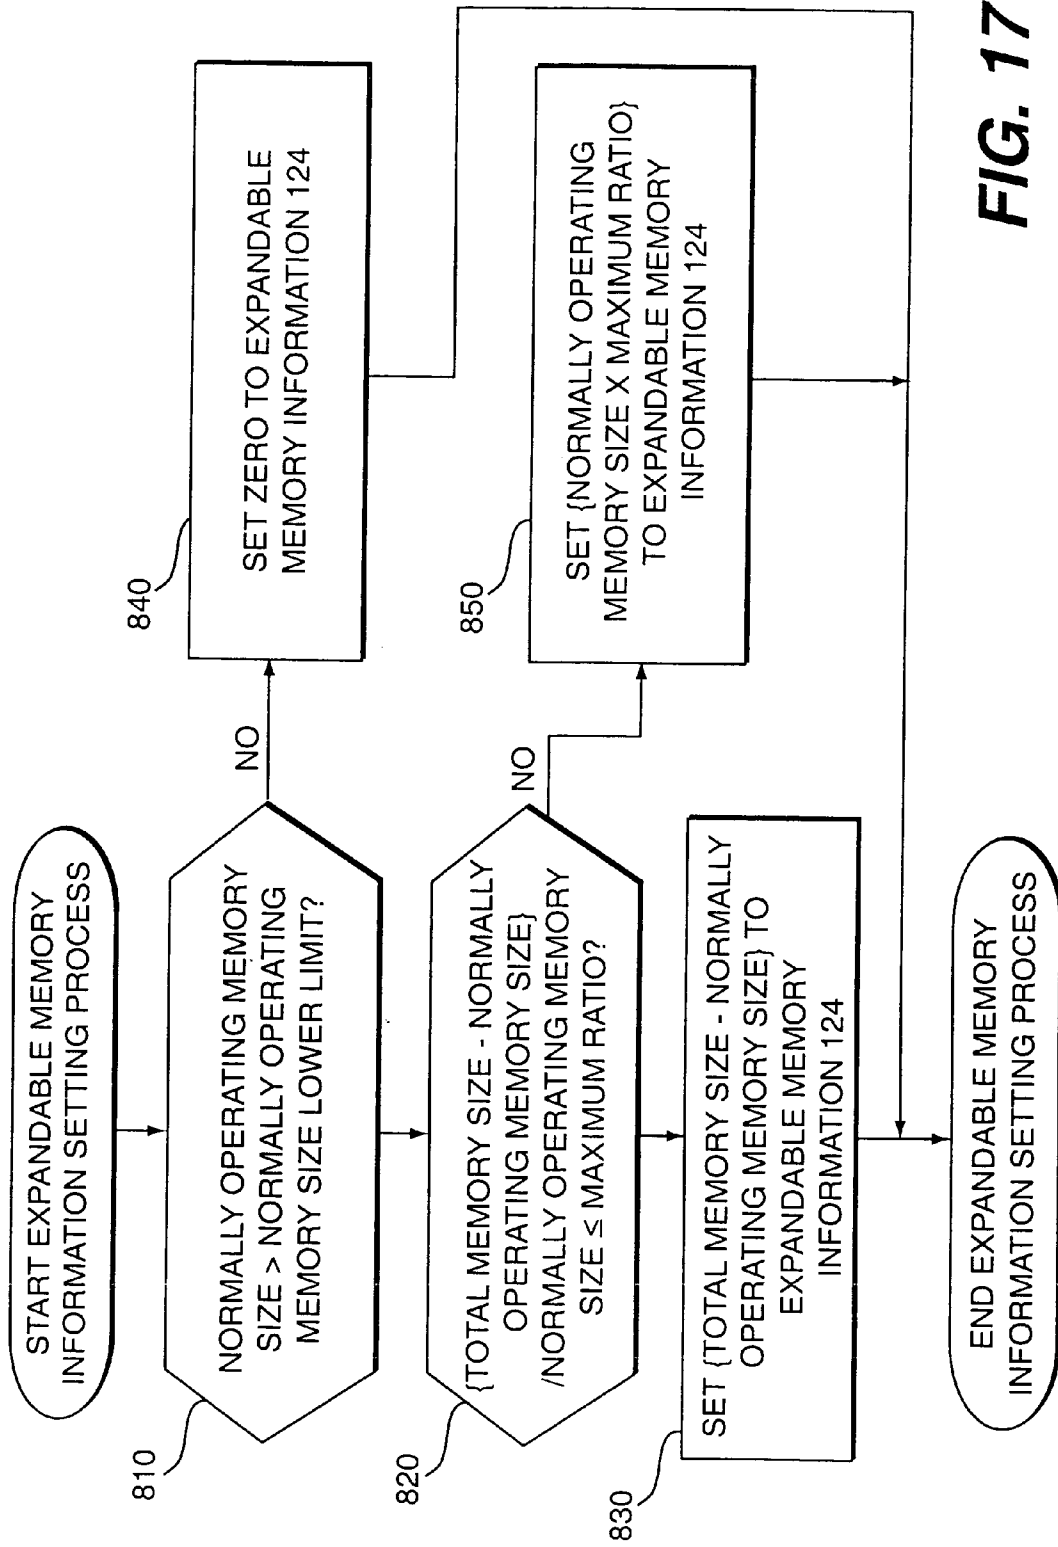 START EXPANDABLE MEMORY
INFORMATION SETTING PROCESS
810
NORMALLY OPERATING MEMORY
SIZE > NORMALLY OPERATING
MEMORY SIZE LOWER LIMIT?
NO
840
SET ZERO TO EXPANDABLE
MEMORY INFORMATION 124
820
{TOTAL MEMORY SIZE - NORMALLY
OPERATING MEMORY SIZE}
/NORMALLY OPERATING MEMORY
SIZE ≤ MAXIMUM RATIO?
NO
850
SET {NORMALLY OPERATING
MEMORY SIZE X MAXIMUM RATIO}
TO EXPANDABLE MEMORY
INFORMATION 124
830
SET {TOTAL MEMORY SIZE - NORMALLY
OPERATING MEMORY SIZE} TO
EXPANDABLE MEMORY
INFORMATION 124
END EXPANDABLE MEMORY
INFORMATION SETTING PROCESS
FIG. 17